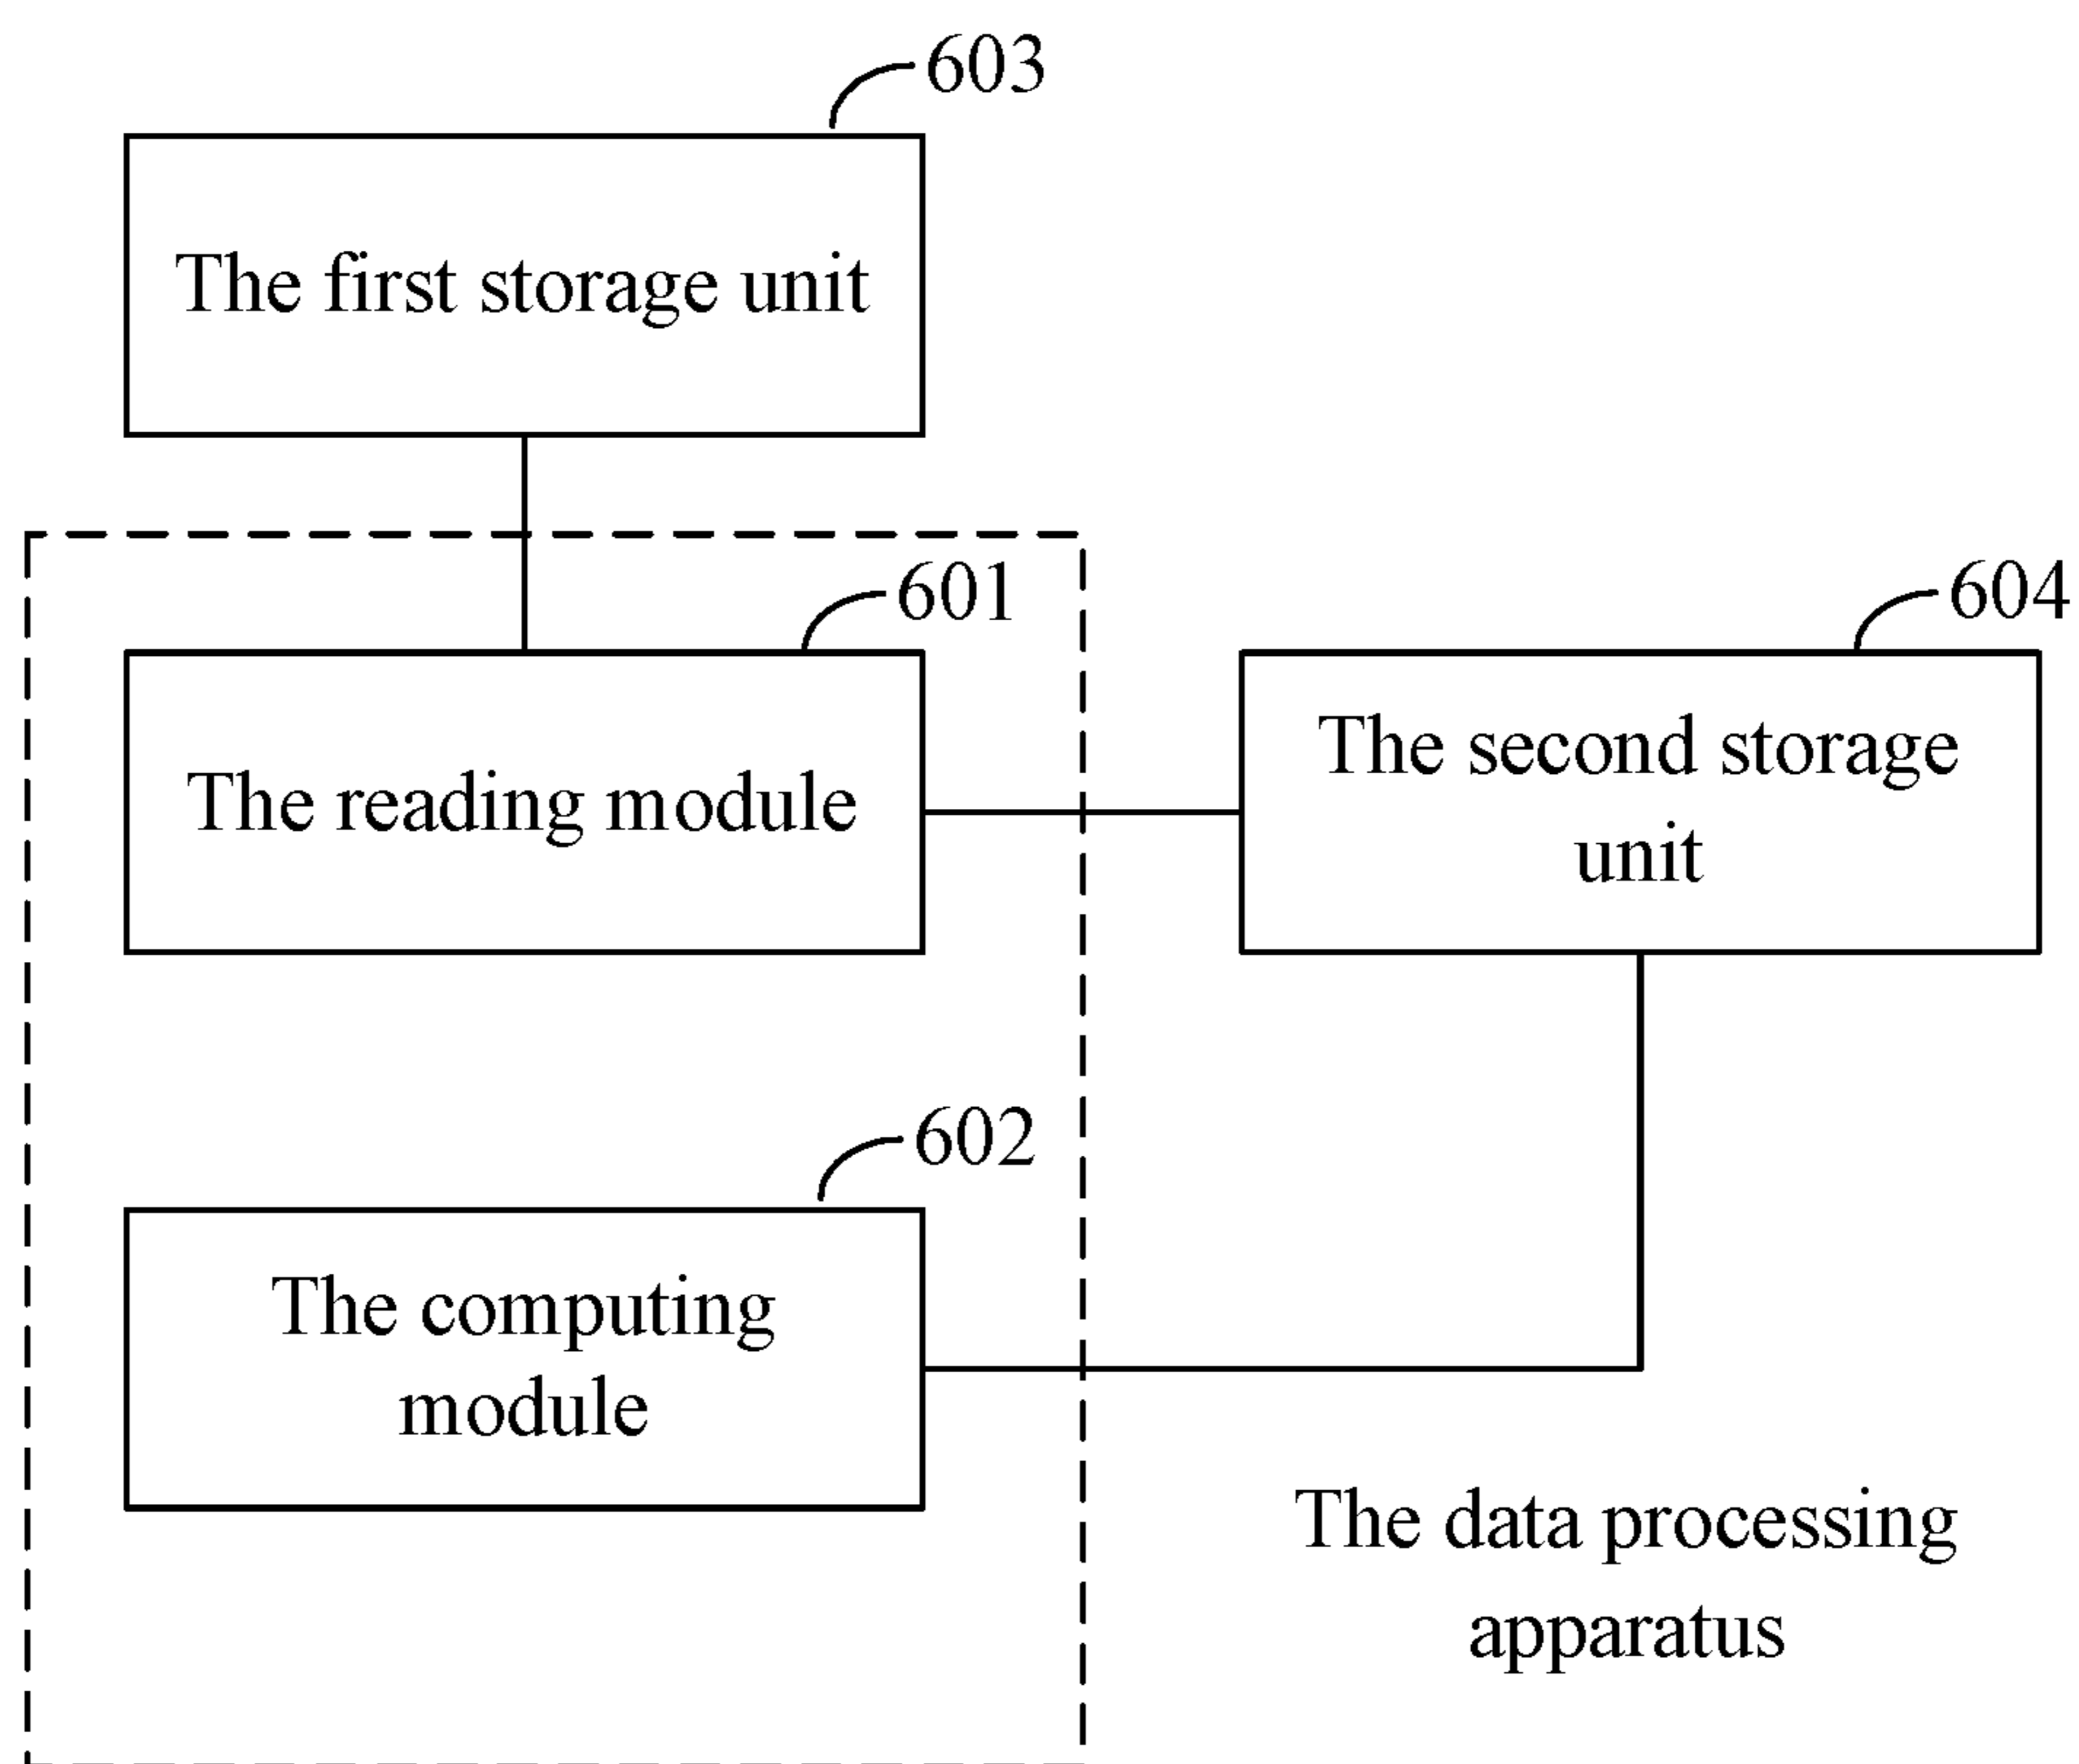 603
The first storage unit
601
604
The reading module
The second storage
unit
602
The computing
module
The data processing
apparatus